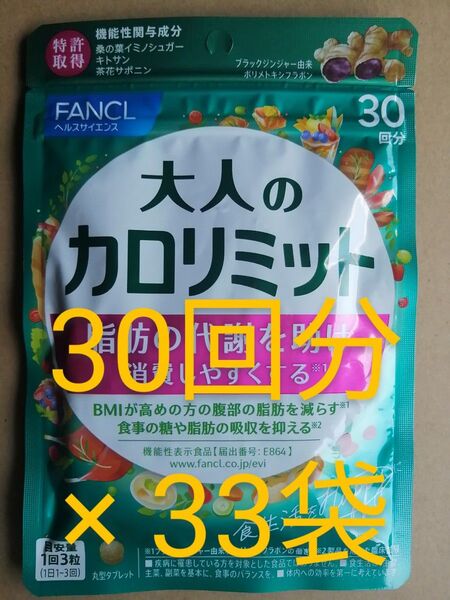 特許
取得
機能性関与成分
桑の葉イミノシュガー
キトサン
茶花サポニン
ブラックジンジャー由来
ポリメトキシフラボン
FANCL
ヘルスサイエンス
30
回分
大人の
カロリミット
30回分
脂肪の代謝を助け
消費しやすくする※1
BMIが高めの方の腹部の脂肪を減らす※1
食事の糖や脂肪の吸収を抑える※2
機能性表示食品【届出番号:E864】
www.fancl.co.jp/evi
× 33袋
目安量
1回3粒
(1日1~3回)
丸型タブレット